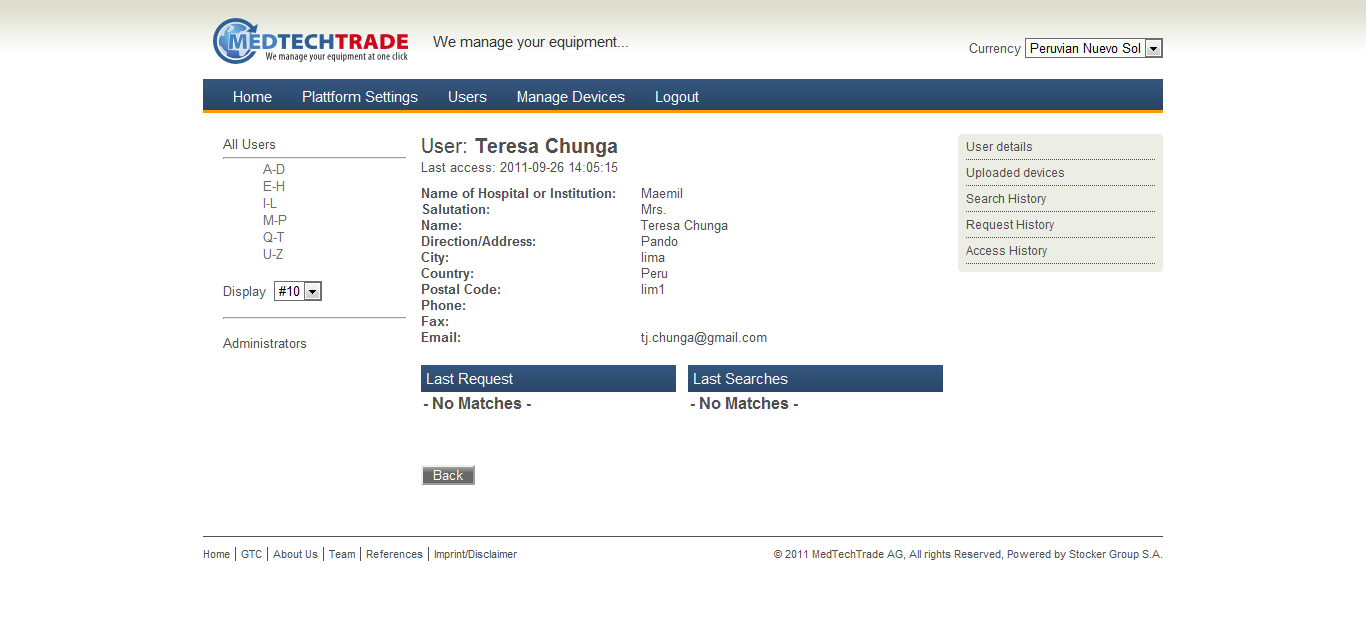 MEDTECHTRADE
We manage your equipment at one click
We manage your equipment...
Currency Peruvian Nuevo Sol
Home Plattform Settings Users Manage Devices Logout
All Users
A-D
E-H
I-L
M-P
Q-T
U-Z
Display #10
Administrators
User: Teresa Chunga
Last access: 2011-09-26 14:05:15
Name of Hospital or Institution: Maemil
Salutation: Mrs.
Name: Teresa Chunga
Direction/Address: Pando
City: lima
Country: Peru
Postal Code: lim1
Phone:
Fax:
Email: tj.chunga@gmail.com
Last Request
- No Matches -
Last Searches
- No Matches -
Back
User details
Uploaded devices
Search History
Request History
Access History
Home GTC About Us Team References Imprint/Disclaimer
© 2011 MedTechTrade AG, All rights Reserved, Powered by Stocker Group S.A.